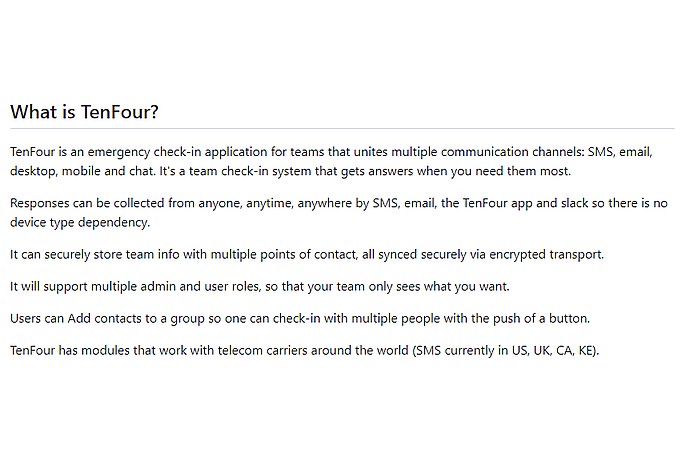 What is TenFour?
TenFour is an emergency check-in application for teams that unites multiple communication channels: SMS, email,
desktop, mobile and chat. It's a team check-in system that gets answers when you need them most.
Responses can be collected from anyone, anytime, anywhere by SMS, email, the TenFour app and slack so there is no
device type dependency.
It can securely store team info with multiple points of contact, all synced securely via encrypted transport.
It will support multiple admin and user roles, so that your team only sees what you want.
Users can Add contacts to a group so one can check-in with multiple people with the push of a button.
TenFour has modules that work with telecom carriers around the world (SMS currently in US, UK, CA, KE).